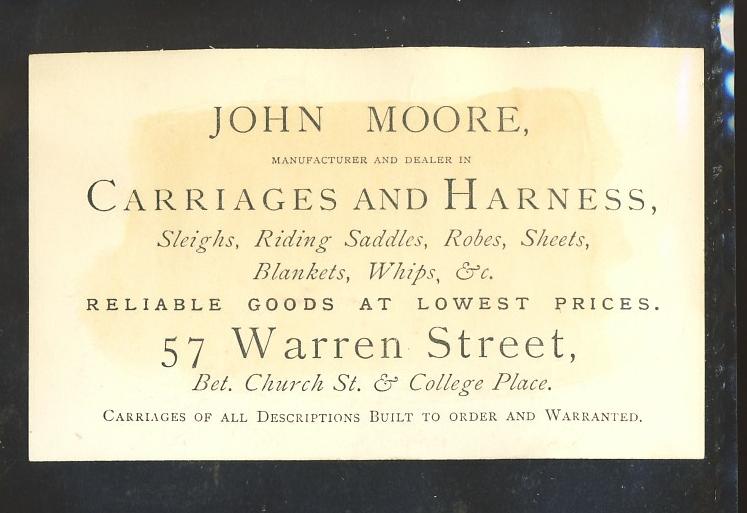 JOHN MOORE,
MANUFACTURER AND DEALER IN
CARRIAGES AND HARNESS,
Sleighs, Riding Saddles, Robes, Sheets,
Blankets, Whips, &c.
RELIABLE GOODS AT LOWEST PRICES.
57 Warren Street,
Bet. Church St. & College Place.
CARRIAGES OF ALL DESCRIPTIONS BUILT TO ORDER AND WARRANTED.